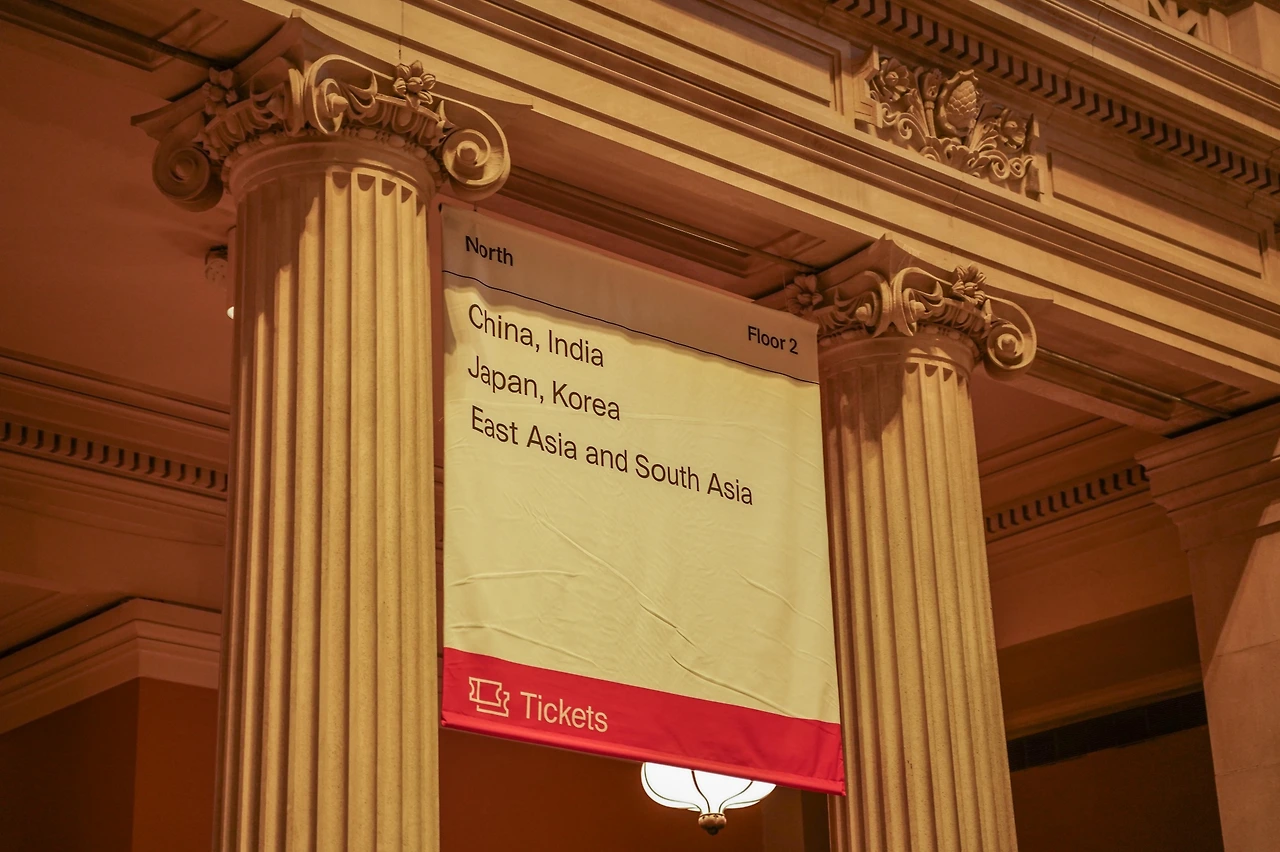 North
Floor 2
China, India
Japan, Korea
East Asia and South Asia
Tickets